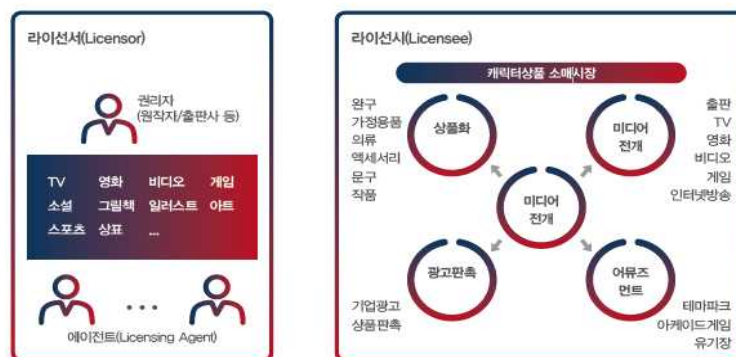 라이선서(Licensor)
권리자
(원작자/출판사 등)
TV 영화 비디오 게임
소설 그림책 일러스트 아트
스포츠 상표 ...
에이전트(Licensing Agent)
라이선시(Licensee)
캐릭터상품 소매시장
완구
가정용품
의류
액세서리
문구
작품
상품화
미디어
전개
출판
TV
영화
비디오
게임
인터넷방송
미디어
전개
기업광고
상품판촉
광고판촉
어뮤즈
먼트
테마파크
아케이드게임
유기장